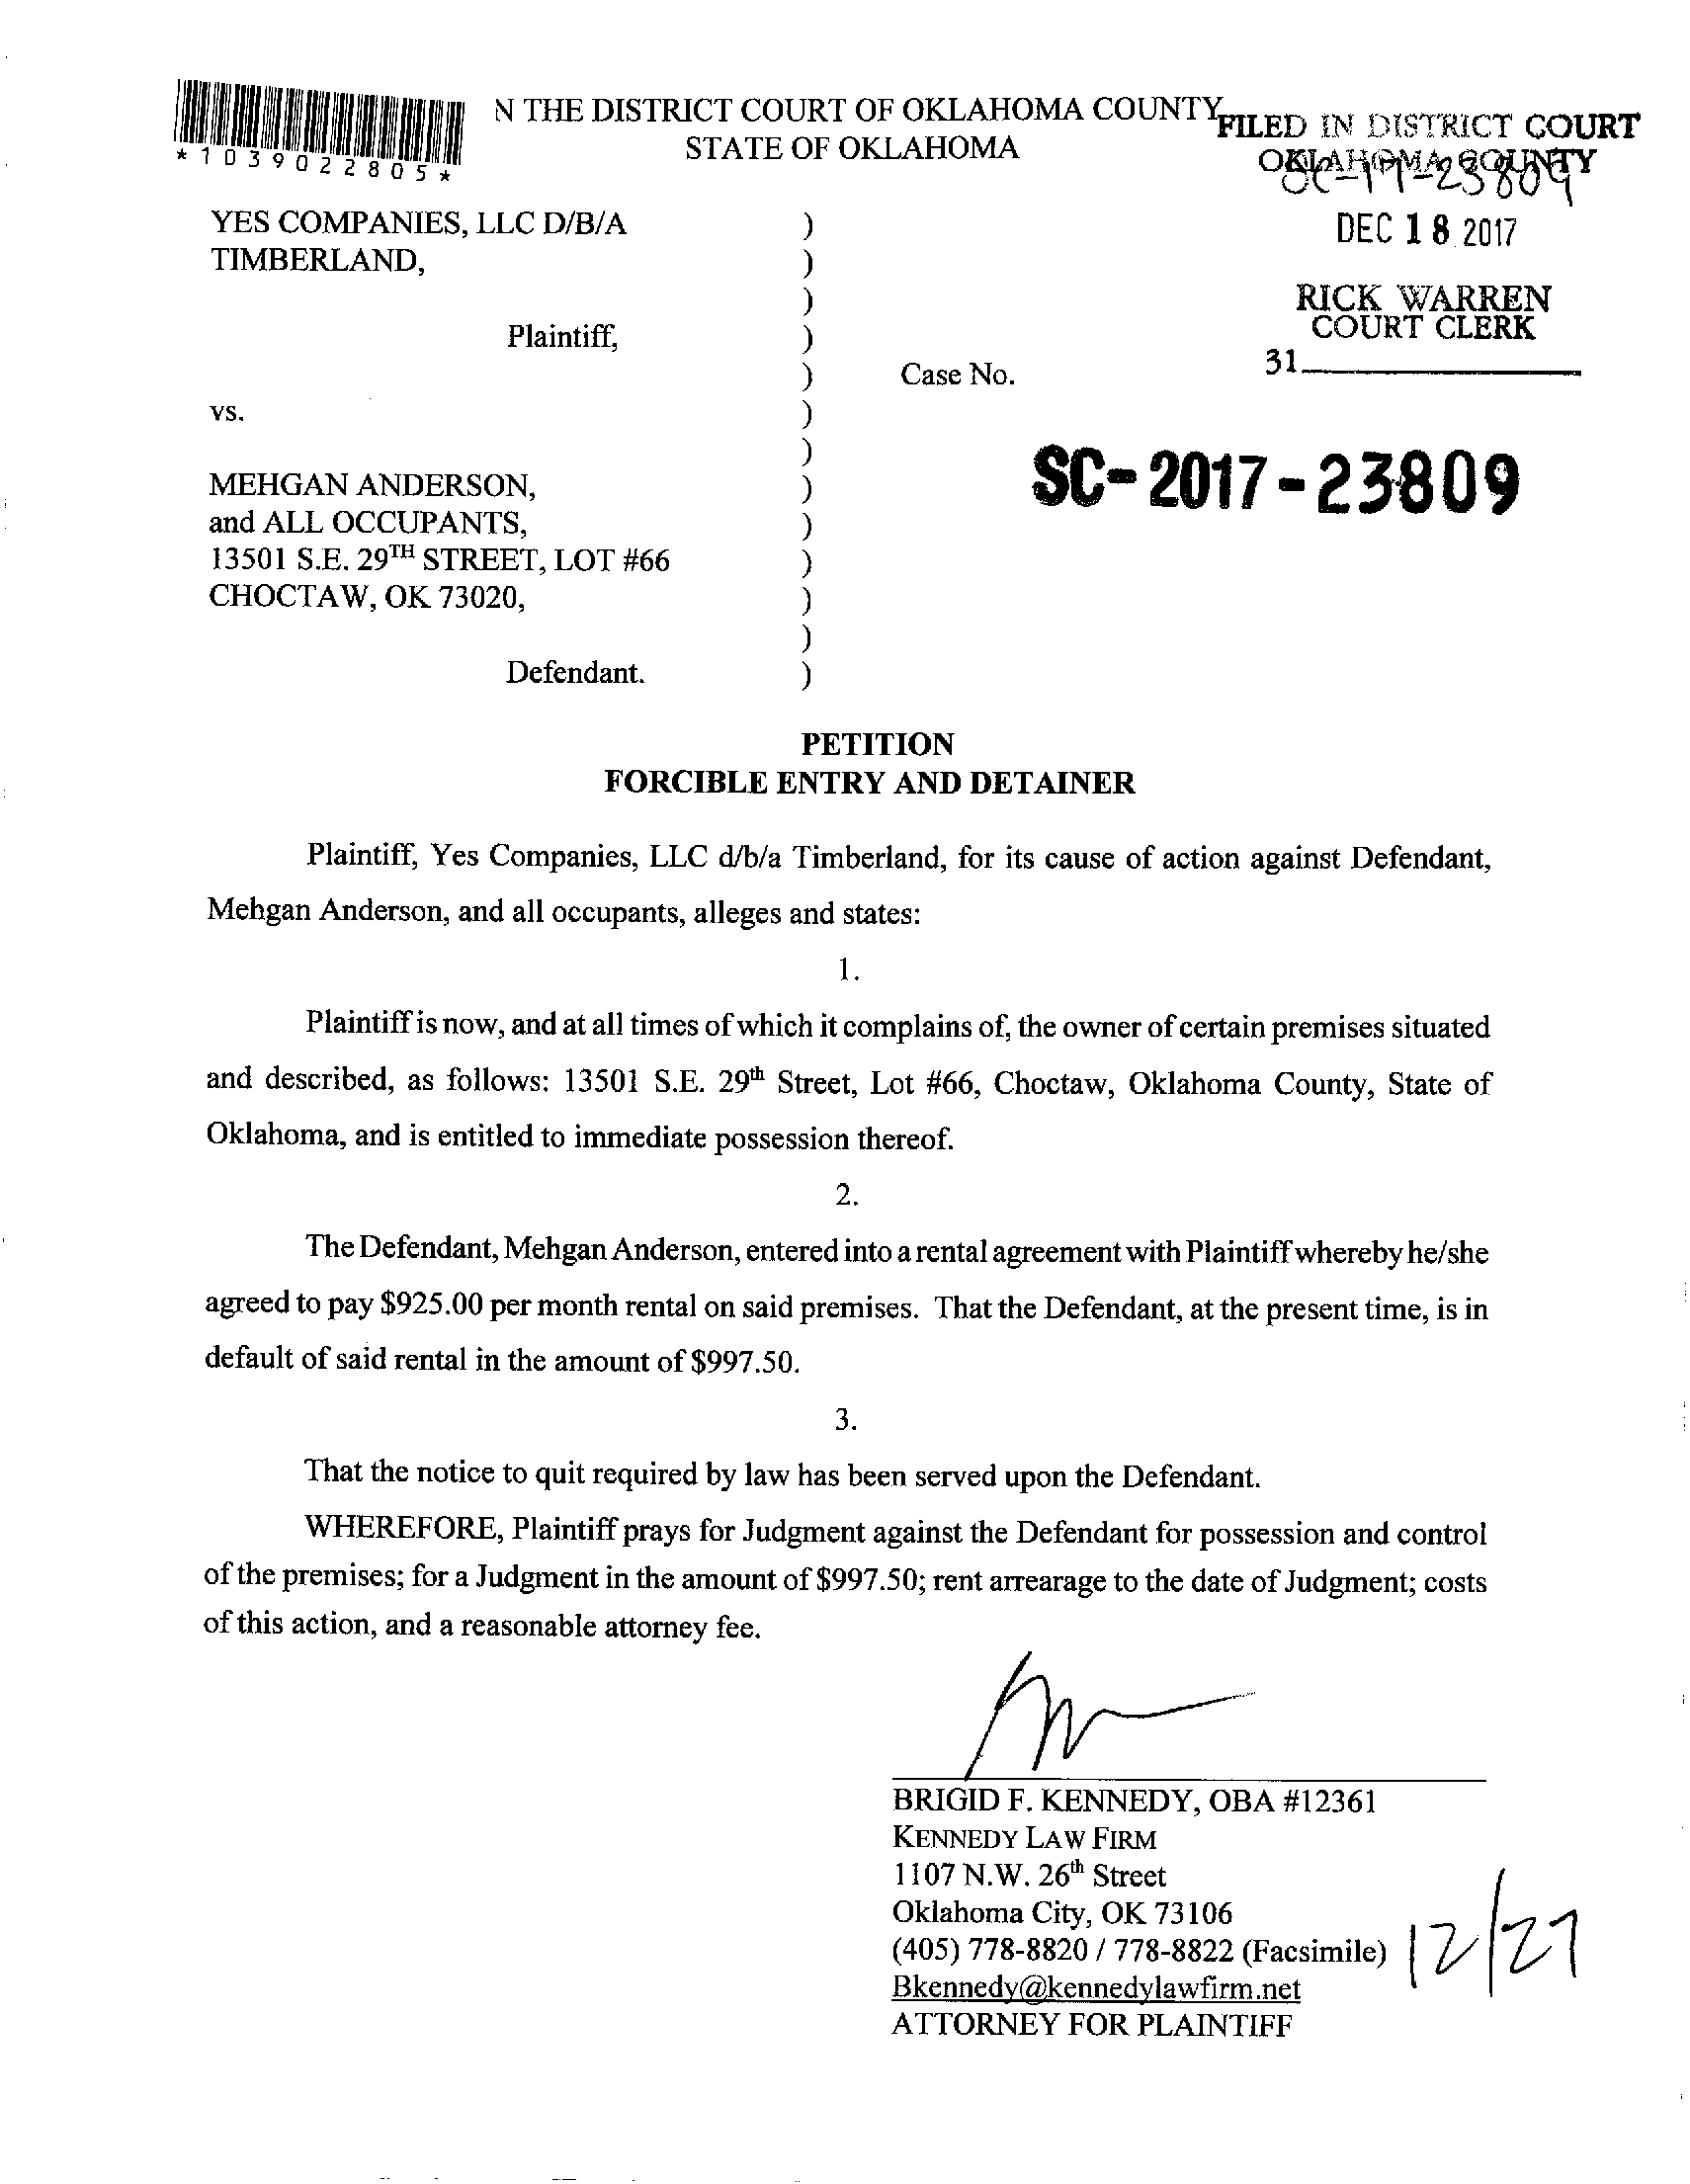 *1039022805*
N THE DISTRICT COURT OF OKLAHOMA COUNTY
STATE OF OKLAHOMA
FILED IN DISTRICT COURT
OKLAHOMA COUNTY
SC-17-23809
DEC 18 2017
RICK WARREN
COURT CLERK
31
YES COMPANIES, LLC D/B/A )
TIMBERLAND, )
)
Plaintiff, )
) Case No.
vs. )
)
SC-2017-23809
MEHGAN ANDERSON, )
and ALL OCCUPANTS, )
13501 S.E. 29TH STREET, LOT #66 )
CHOCTAW, OK 73020, )
)
Defendant. )
PETITION
FORCIBLE ENTRY AND DETAINER
Plaintiff, Yes Companies, LLC d/b/a Timberland, for its cause of action against Defendant,
Mehgan Anderson, and all occupants, alleges and states:
1.
Plaintiff is now, and at all times of which it complains of, the owner of certain premises situated
and described, as follows: 13501 S.E. 29th Street, Lot #66, Choctaw, Oklahoma County, State of
Oklahoma, and is entitled to immediate possession thereof.
2.
The Defendant, Mehgan Anderson, entered into a rental agreement with Plaintiff whereby he/she
agreed to pay $925.00 per month rental on said premises. That the Defendant, at the present time, is in
default of said rental in the amount of $997.50.
3.
That the notice to quit required by law has been served upon the Defendant.
WHEREFORE, Plaintiff prays for Judgment against the Defendant for possession and control
of the premises; for a Judgment in the amount of $997.50; rent arrearage to the date of Judgment; costs
of this action, and a reasonable attorney fee.
BRIGID F. KENNEDY, OBA #12361
KENNEDY LAW FIRM
1107 N.W. 26th Street
Oklahoma City, OK 73106
(405) 778-8820 / 778-8822 (Facsimile)
Bkennedy@kennedylawfirm.net
ATTORNEY FOR PLAINTIFF
12/27